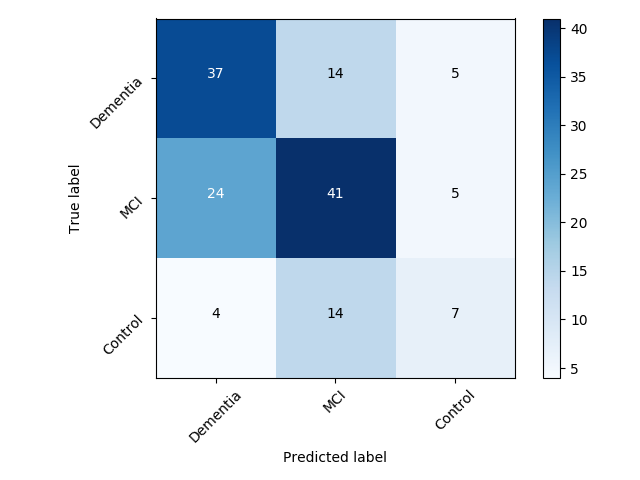 True label
Dementia 37 14 5
MCI 24 41 5
Control 4 14 7
Dementia MCI Control
Predicted label
40
35
30
25
20
15
10
5